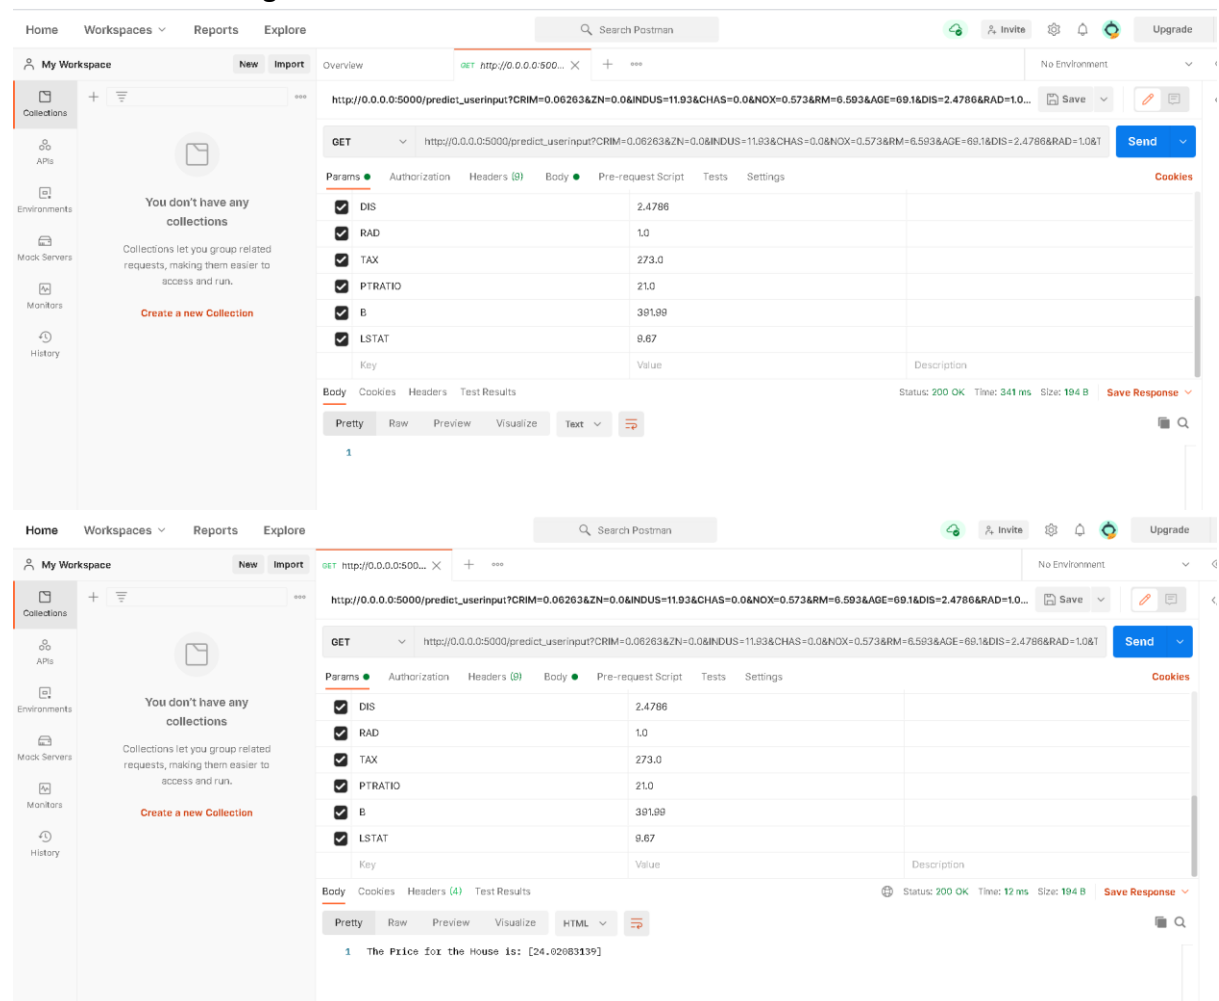 Home Workspaces Reports Explore Search Postman Invite Upgrade
My Workspace New Import Overview GET http://0.0.0.0:500... No Environment
http://0.0.0.0:5000/predict_userinput?CRIM=0.06263&ZN=0.0&INDUS=11.93&CHAS=0.0&NOX=0.573&RM=6.593&AGE=69.1&DIS=2.4786&RAD=1.0... Save
Collections
GET http://0.0.0.0:5000/predict_userinput?CRIM=0.06263&ZN=0.0&INDUS=11.93&CHAS=0.0&NOX=0.573&RM=6.593&AGE=69.1&DIS=2.4786&RAD=1.0&T Send
APIs
Params Authorization Headers (9) Body Pre-request Script Tests Settings Cookies
Environments
You don't have any
collections
DIS 2.4786
RAD 1.0
Mock Servers
Collections let you group related
requests, making them easier to
access and run.
TAX 273.0
PTRATIO 21.0
Monitors
Create a new Collection
B 391.99
LSTAT 9.67
History
Key Value Description
Body Cookies Headers Test Results Status: 200 OK Time: 341 ms Size: 194 B Save Response
Pretty Raw Preview Visualize Text
1
Home Workspaces Reports Explore Search Postman Invite Upgrade
My Workspace New Import GET http://0.0.0.0:500... No Environment
http://0.0.0.0:5000/predict_userinput?CRIM=0.06263&ZN=0.0&INDUS=11.93&CHAS=0.0&NOX=0.573&RM=6.593&AGE=69.1&DIS=2.4786&RAD=1.0... Save
Collections
GET http://0.0.0.0:5000/predict_userinput?CRIM=0.06263&ZN=0.0&INDUS=11.93&CHAS=0.0&NOX=0.573&RM=6.593&AGE=69.1&DIS=2.4786&RAD=1.0&T Send
APIs
Params Authorization Headers (9) Body Pre-request Script Tests Settings Cookies
Environments
You don't have any
collections
DIS 2.4786
RAD 1.0
Mock Servers
Collections let you group related
requests, making them easier to
access and run.
TAX 273.0
PTRATIO 21.0
Monitors
Create a new Collection
B 391.99
LSTAT 9.67
History
Key Value Description
Body Cookies Headers (4) Test Results Status: 200 OK Time: 12 ms Size: 194 B Save Response
Pretty Raw Preview Visualize HTML
1 The Price for the House is: [24.02083139]